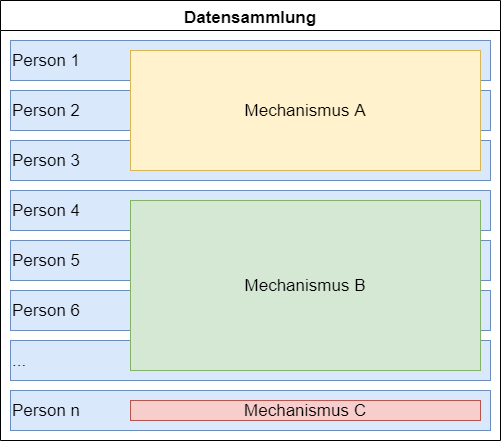 Datensammlung
Person 1
Person 2
Mechanismus A
Person 3
Person 4
Person 5
Mechanismus B
Person 6
...
Person n
Mechanismus C